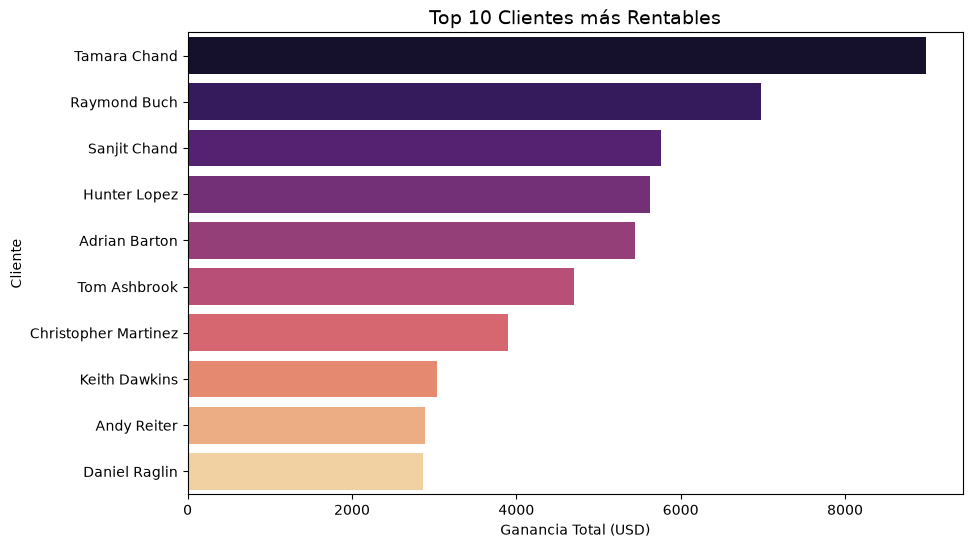 Top 10 Clientes más Rentables
Cliente
Tamara Chand
Raymond Buch
Sanjit Chand
Hunter Lopez
Adrian Barton
Tom Ashbrook
Christopher Martinez
Keith Dawkins
Andy Reiter
Daniel Raglin
0 2000 4000 6000 8000
Ganancia Total (USD)